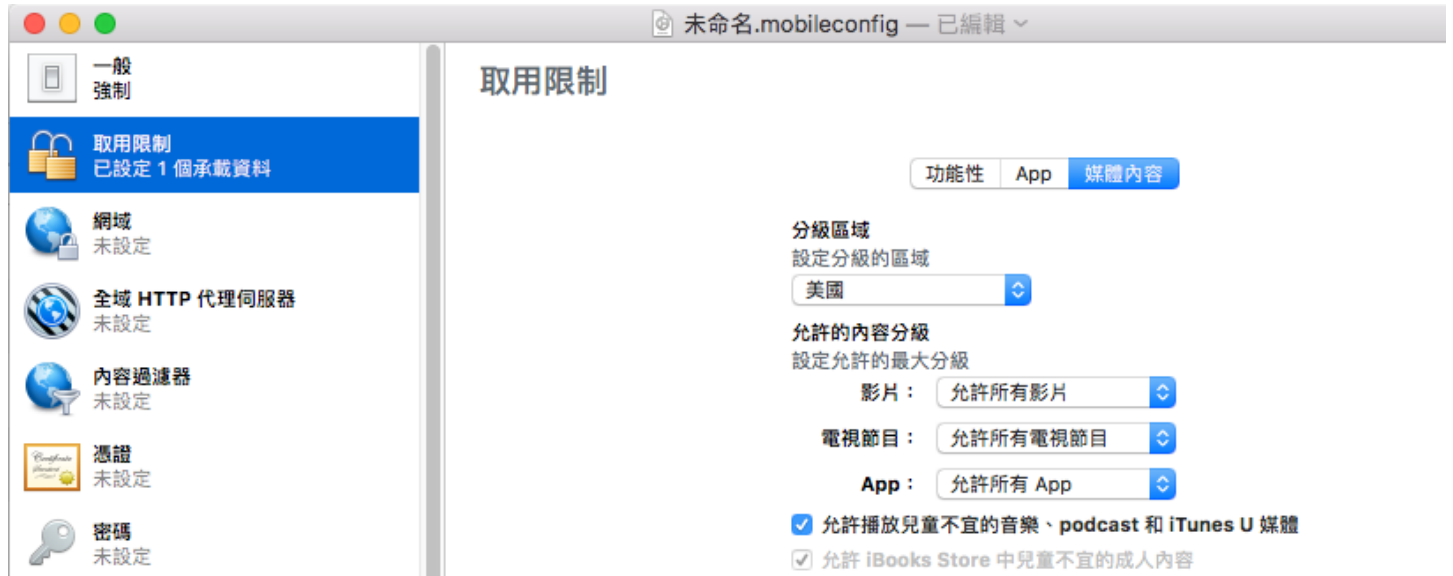 未命名.mobileconfig — 已編輯
一般
強制
取用限制
已設定 1 個承載資料
網域
未設定
全域 HTTP 代理伺服器
未設定
內容過濾器
未設定
憑證
未設定
密碼
未設定
取用限制
功能性 App 媒體內容
分級區域
設定分級的區域
美國
允許的內容分級
設定允許的最大分級
影片： 允許所有影片
電視節目： 允許所有電視節目
App： 允許所有 App
允許播放兒童不宜的音樂、podcast 和 iTunes U 媒體
允許 iBooks Store 中兒童不宜的成人內容